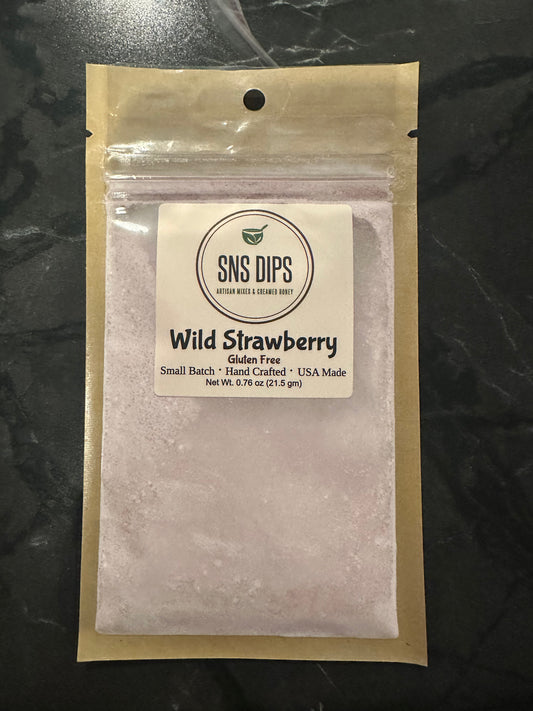 SNS DIPS
ARTISAN MIXES & CREAMED HONEY
Wild Strawberry
Gluten Free
Small Batch · Hand Crafted · USA Made
Net Wt. 0.76 oz (21.5 gm)